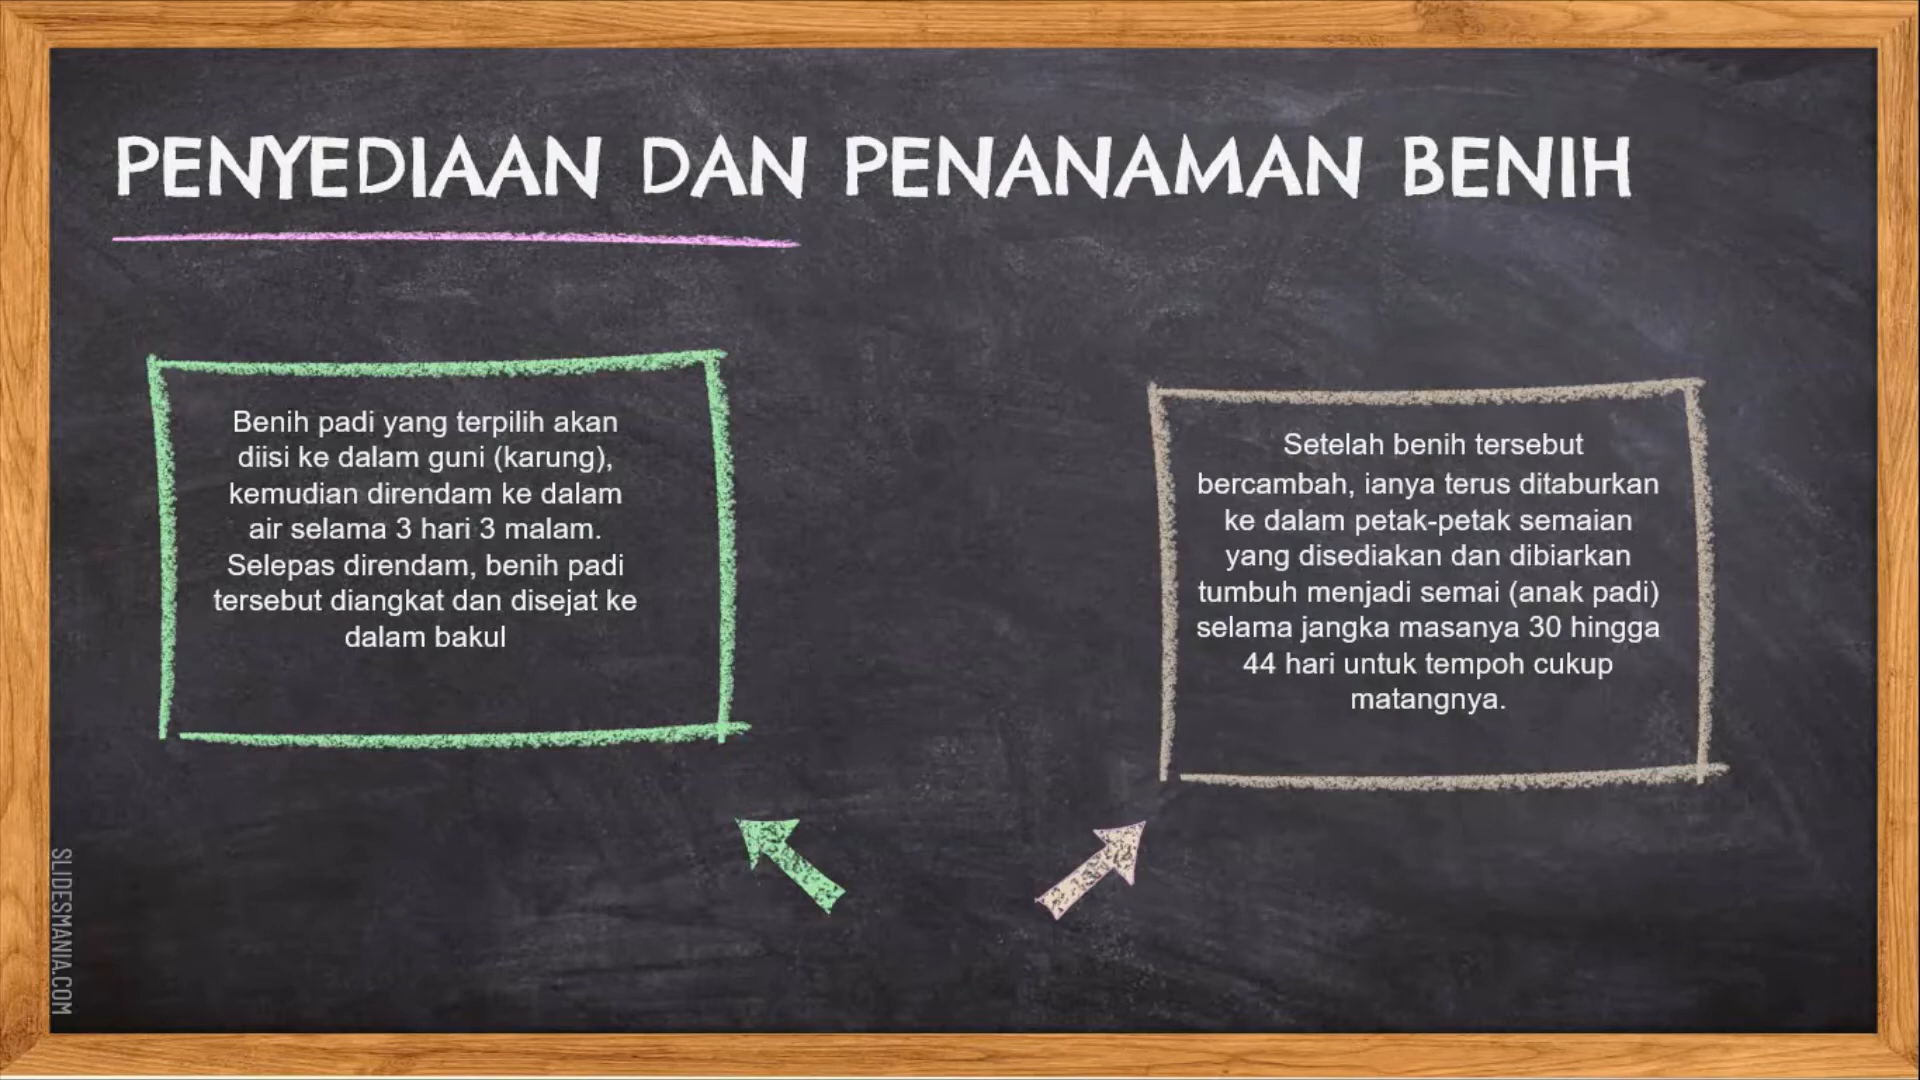 PENYEDIAAN DAN PENANAMAN BENIH
Benih padi yang terpilih akan
diisi ke dalam guni (karung),
kemudian direndam ke dalam
air selama 3 hari 3 malam.
Selepas direndam, benih padi
tersebut diangkat dan disejat ke
dalam bakul
Setelah benih tersebut
bercambah, ianya terus ditaburkan
ke dalam petak-petak semaian
yang disediakan dan dibiarkan
tumbuh menjadi semai (anak padi)
selama jangka masanya 30 hingga
44 hari untuk tempoh cukup
matangnya.
SLIDESMANIA.COM